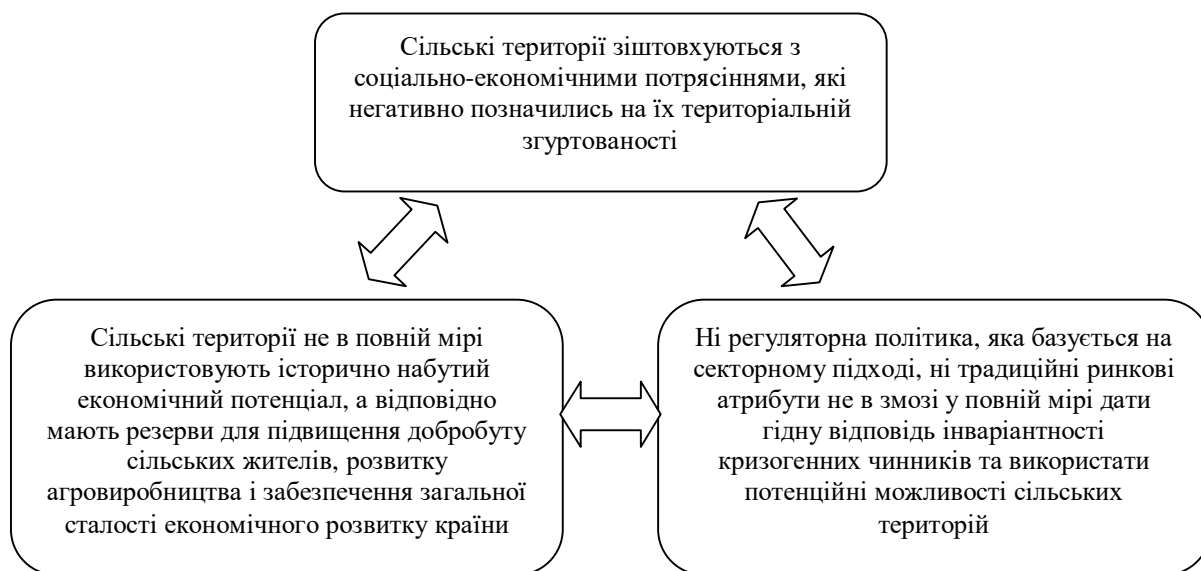 Сільські території зіштовхуються з
соціально-економічними потрясіннями, які
негативно позначились на їх територіальній
згуртованості
Сільські території не в повній мірі
використовують історично набутий
економічний потенціал, а відповідно
мають резерви для підвищення добробуту
сільських жителів, розвитку
агровиробництва і забезпечення загальної
сталості економічного розвитку країни
Ні регуляторна політика, яка базується на
секторному підході, ні традиційні ринкові
атрибути не в змозі у повній мірі дати
гідну відповідь інваріантності
кризогенних чинників та використати
потенційні можливості сільських
територій